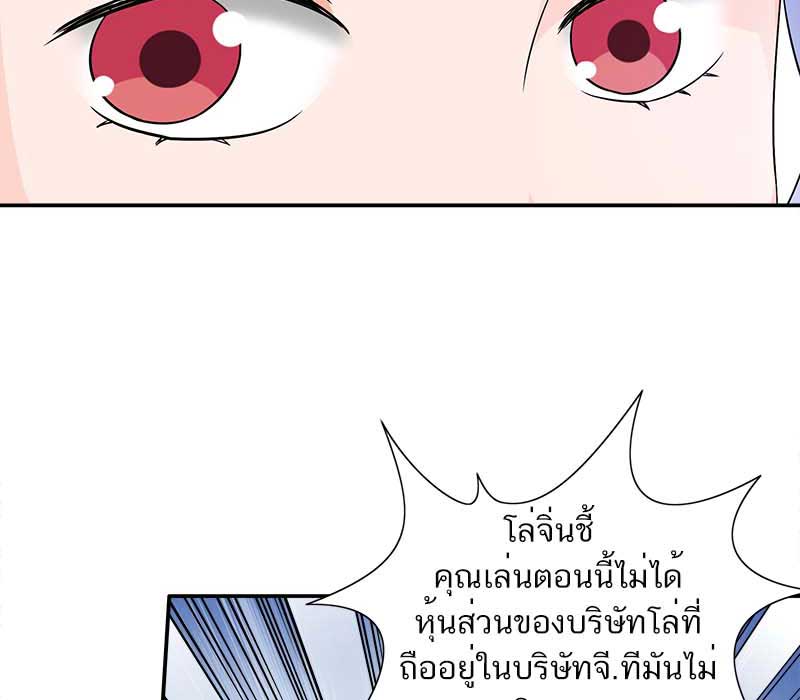 โล่จิ่นชี้
คุณเล่นตอนนี้ไม่ได้
หุ้นส่วนของบริษัทโล่ที่
ถืออยู่ในบริษัทจี.ทีมันไม่